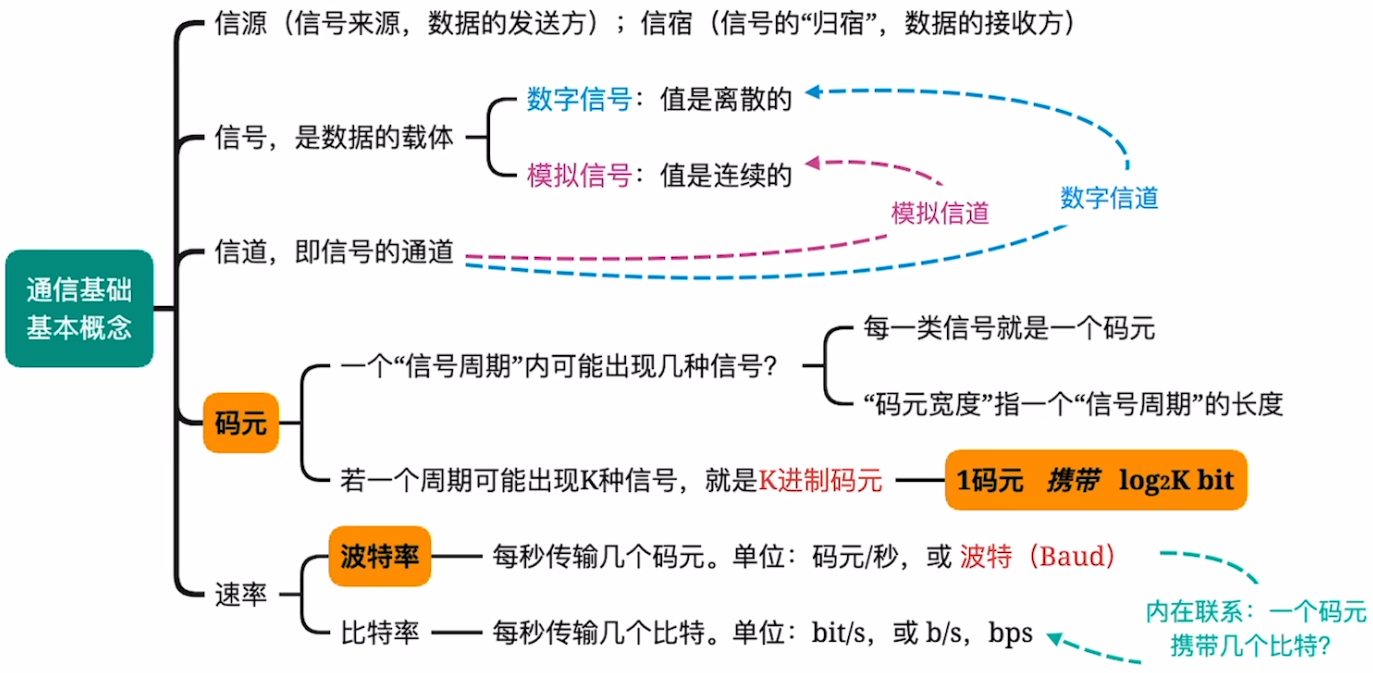 信源（信号来源，数据的发送方）；信宿（信号的“归宿”，数据的接收方）
信号，是数据的载体
数字信号：值是离散的
模拟信号：值是连续的
数字信道
模拟信道
信道，即信号的通道
通信基础
基本概念
码元
一个“信号周期”内可能出现几种信号？
每一类信号就是一个码元
“码元宽度”指一个“信号周期”的长度
若一个周期可能出现K种信号，就是K进制码元
1码元 携带 log₂K bit
速率
波特率
每秒传输几个码元。单位：码元/秒，或 波特（Baud）
比特率
每秒传输几个比特。单位：bit/s，或 b/s，bps
内在联系：一个码元
携带几个比特？